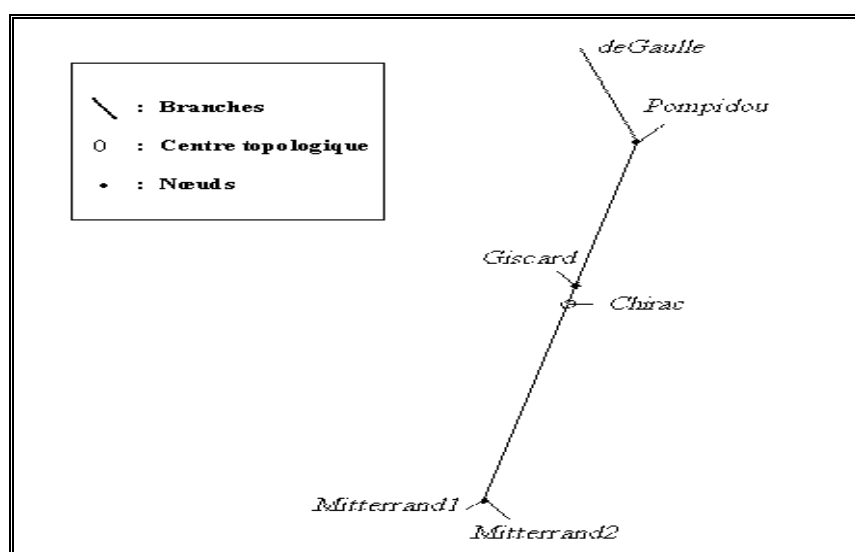 deGaulle
: Branches
Pompidou
: Centre topologique
: Nœuds
Giscard
Chirac
Mitterrand1
Mitterrand2